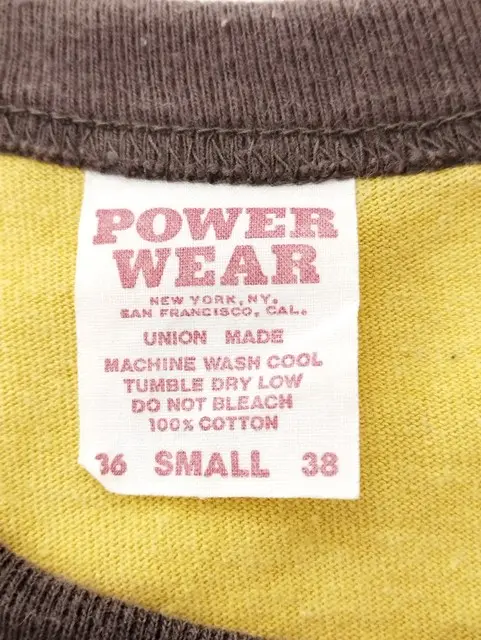 POWER
WEAR
NEW YORK, NY.
SAN FRANCISCO, CAL.
UNION MADE
MACHINE WASH COOL
TUMBLE DRY LOW
DO NOT BLEACH
100% COTTON
36 SMALL 38